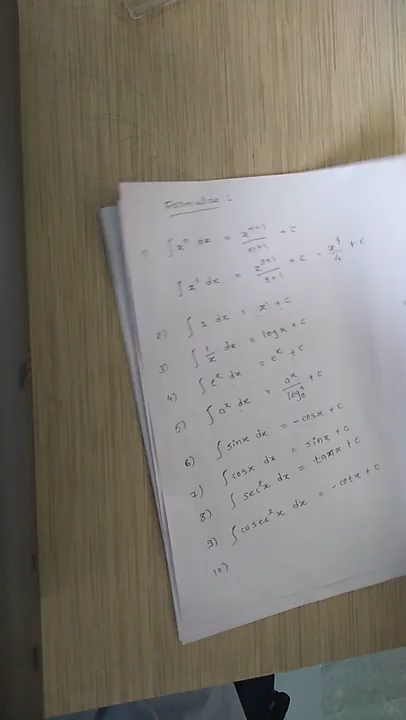 Formulae :
1) ∫ xⁿ dx = xⁿ⁺¹/n+1 + c
∫ x³ dx = x³⁺¹/3+1 + c = x⁴/4 + c
2) ∫ 1 dx = x + c
3) ∫ 1/x dx = log x + c
4) ∫ eˣ dx = eˣ + c
5) ∫ aˣ dx = aˣ/logₑa + c
6) ∫ sinx dx = -cosx + c
7) ∫ cosx dx = sinx + c
8) ∫ sec²x dx = tanx + c
9) ∫ cosec²x dx = -cotx + c
10)